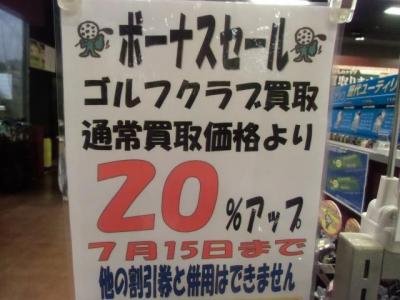 ボーナスセール
ゴルフクラブ買取
通常買取価格より
20%アップ
7月15日まで
他の割引券と併用はできません